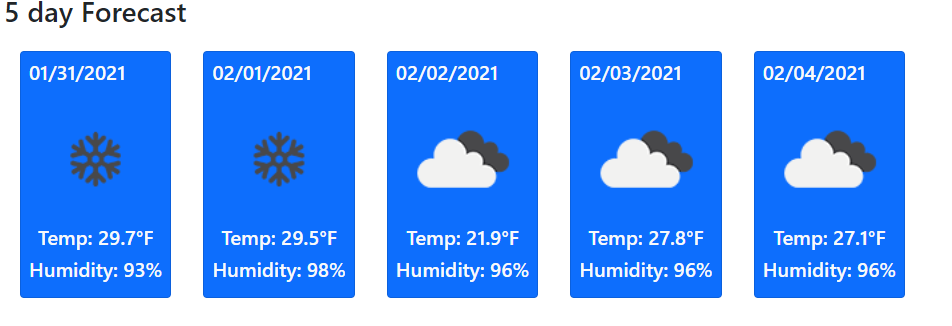 5 day Forecast
01/31/2021
Temp: 29.7°F
Humidity: 93%
02/01/2021
Temp: 29.5°F
Humidity: 98%
02/02/2021
Temp: 21.9°F
Humidity: 96%
02/03/2021
Temp: 27.8°F
Humidity: 96%
02/04/2021
Temp: 27.1°F
Humidity: 96%